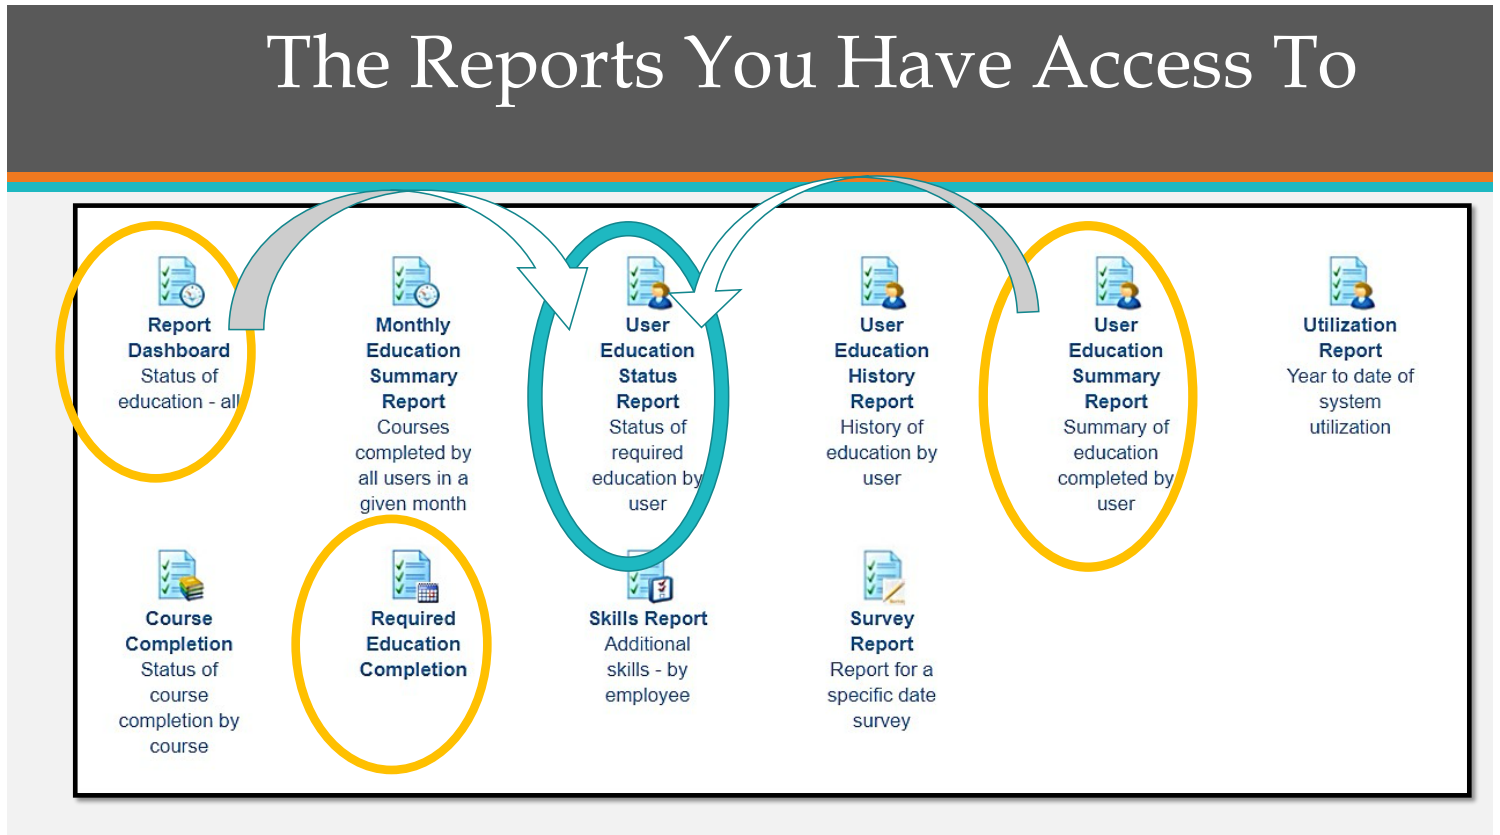 The Reports You Have Access To
Report
Dashboard
Status of
education - all
Monthly
Education
Summary
Report
Courses
completed by
all users in a
given month
User
Education
Status
Report
Status of
required
education by
user
User
Education
History
Report
History of
education by
user
User
Education
Summary
Report
Summary of
education
completed by
user
Utilization
Report
Year to date of
system
utilization
Course
Completion
Status of
course
completion by
course
Required
Education
Completion
Skills Report
Additional
skills - by
employee
Survey
Report
Report for a
specific date
survey